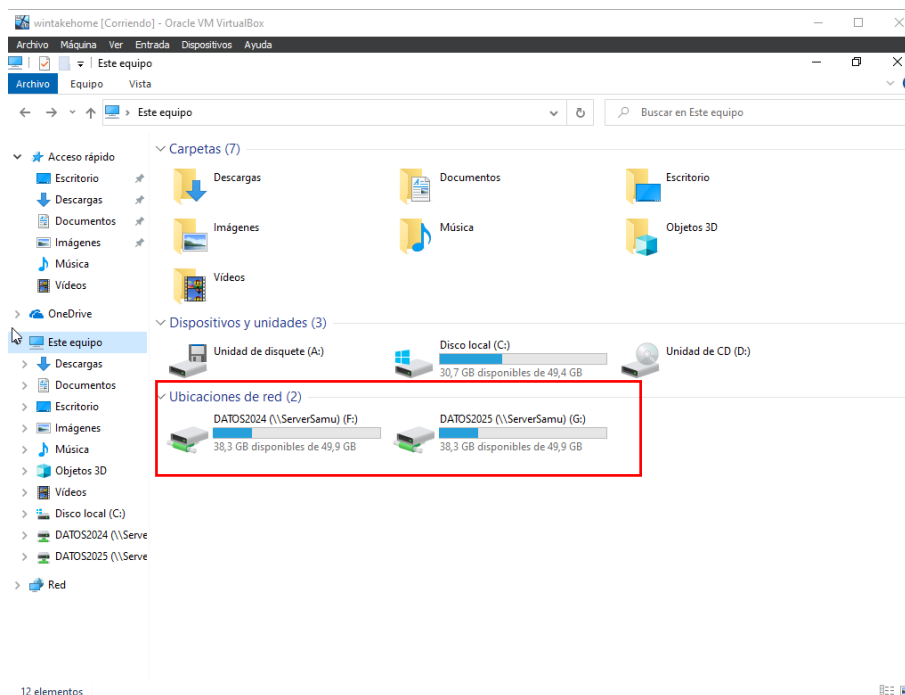 wintakehome [Corriendo] - Oracle VM VirtualBox
Archivo Máquina Ver Entrada Dispositivos Ayuda
Este equipo
Archivo Equipo Vista
Este equipo
Buscar en Este equipo
Acceso rápido
Escritorio
Descargas
Documentos
Imágenes
Música
Vídeos
OneDrive
Este equipo
Descargas
Documentos
Escritorio
Imágenes
Música
Objetos 3D
Vídeos
Disco local (C:)
DATOS2024 (\\Serve
DATOS2025 (\\Serve
Red
Carpetas (7)
Descargas
Documentos
Escritorio
Imágenes
Música
Objetos 3D
Vídeos
Dispositivos y unidades (3)
Unidad de disquete (A:)
Disco local (C:)
30,7 GB disponibles de 49,4 GB
Unidad de CD (D:)
Ubicaciones de red (2)
DATOS2024 (\\ServerSamu) (F:)
38,3 GB disponibles de 49,9 GB
DATOS2025 (\\ServerSamu) (G:)
38,3 GB disponibles de 49,9 GB
12 elementos